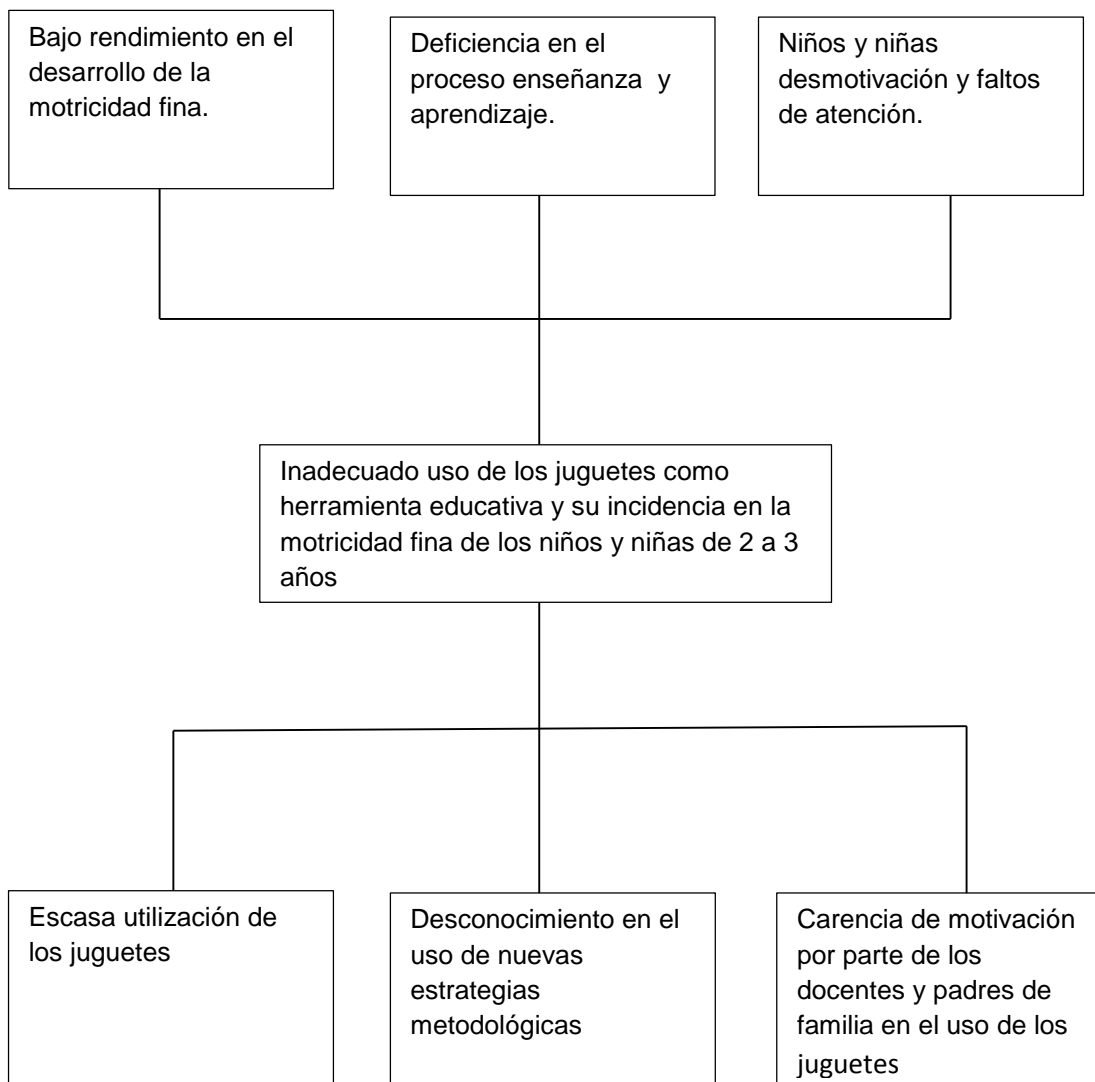 Bajo rendimiento en el
desarrollo de la
motricidad fina.
Deficiencia en el
proceso enseñanza  y
aprendizaje.
Niños y niñas
desmotivación y faltos
de atención.
Inadecuado uso de los juguetes como
herramienta educativa y su incidencia en la
motricidad fina de los niños y niñas de 2 a 3
años
Escasa utilización de
los juguetes
Desconocimiento en el
uso de nuevas
estrategias
metodológicas
Carencia de motivación
por parte de los
docentes y padres de
familia en el uso de los
juguetes